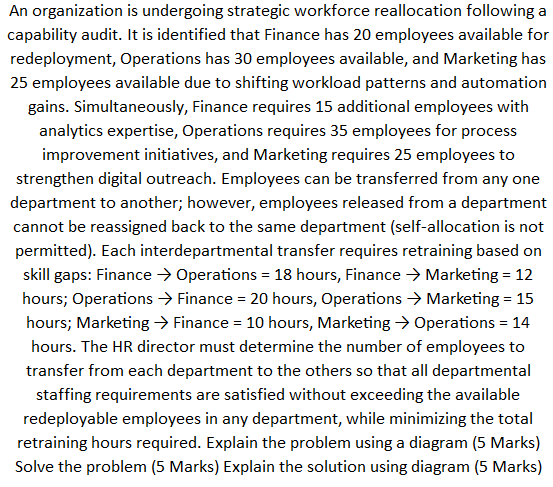 An organization is undergoing strategic workforce reallocation following a
capability audit. It is identified that Finance has 20 employees available for
redeployment, Operations has 30 employees available, and Marketing has
25 employees available due to shifting workload patterns and automation
gains. Simultaneously, Finance requires 15 additional employees with
analytics expertise, Operations requires 35 employees for process
improvement initiatives, and Marketing requires 25 employees to
strengthen digital outreach. Employees can be transferred from any one
department to another; however, employees released from a department
cannot be reassigned back to the same department (self-allocation is not
permitted). Each interdepartmental transfer requires retraining based on
skill gaps: Finance → Operations = 18 hours, Finance → Marketing = 12
hours; Operations → Finance = 20 hours, Operations → Marketing = 15
hours; Marketing → Finance = 10 hours, Marketing → Operations = 14
hours. The HR director must determine the number of employees to
transfer from each department to the others so that all departmental
staffing requirements are satisfied without exceeding the available
redeployable employees in any department, while minimizing the total
retraining hours required. Explain the problem using a diagram (5 Marks)
Solve the problem (5 Marks) Explain the solution using diagram (5 Marks)